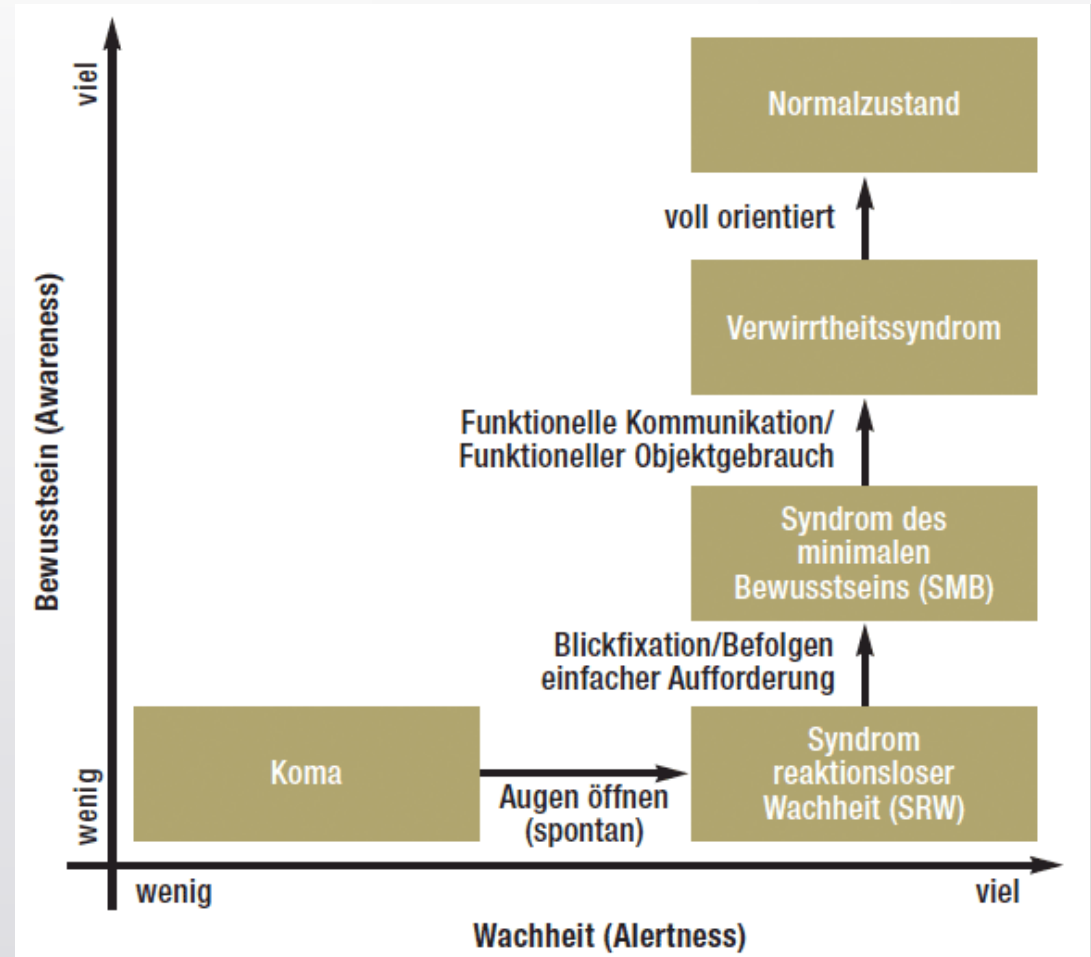 viel
Normalzustand
voll orientiert
Verwirrtheitssyndrom
Bewusstsein (Awareness)
Funktionelle Kommunikation/
Funktioneller Objektgebrauch
Syndrom des
minimalen
Bewusstseins (SMB)
Blickfixation/Befolgen
einfacher Aufforderung
wenig
Koma
Augen öffnen
(spontan)
Syndrom
reaktionsloser
Wachheit (SRW)
wenig
viel
Wachheit (Alertness)